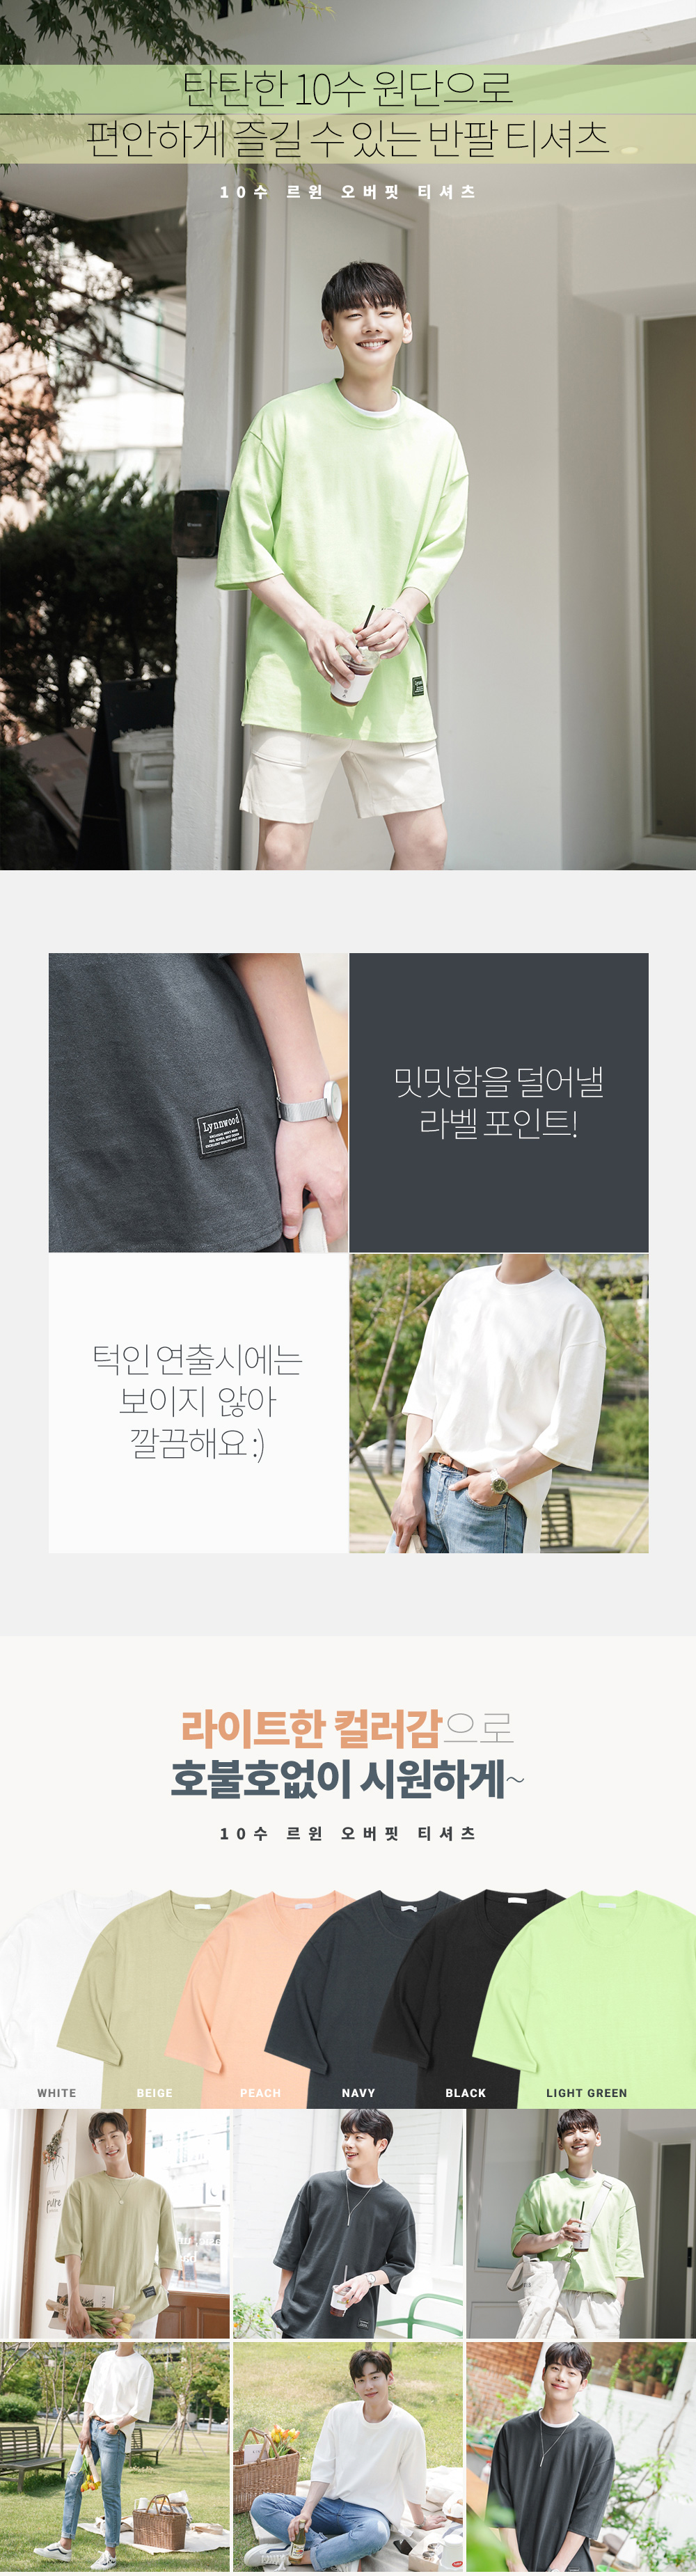 탄탄한 10수 원단으로
편안하게 즐길 수 있는 반팔 티셔츠
10수 르윈 오버핏 티셔츠
Lynnwood
밋밋함을 덜어낼
라벨 포인트!
턱인 연출시에는
보이지 않아
깔끔해요 :)
라이트한 컬러감으로
호불호없이 시원하게~
10수 르윈 오버핏 티셔츠
WHITE
BEIGE
PEACH
NAVY
BLACK
LIGHT GREEN